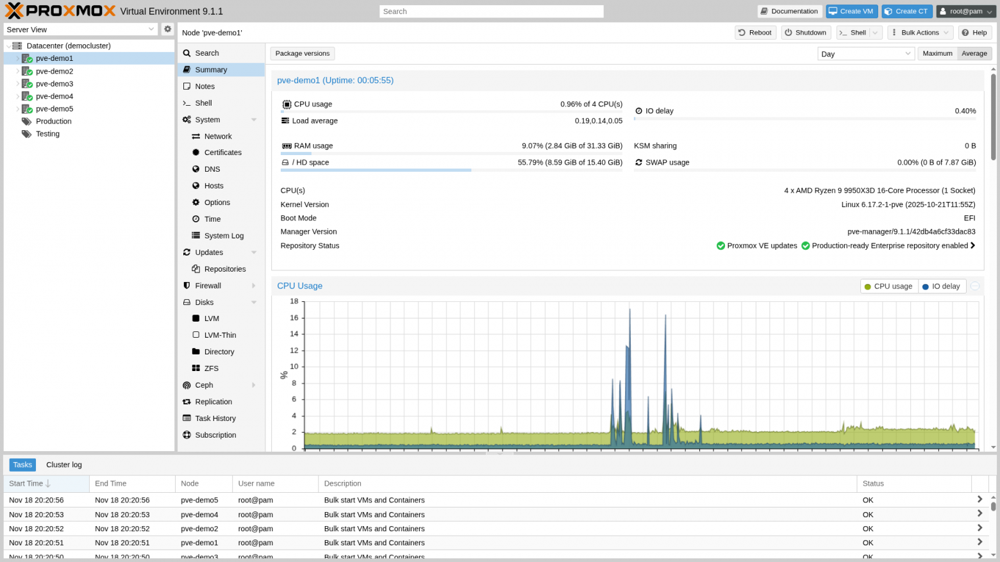 PROXMOX Virtual Environment 9.1.1
Search
Documentation
Create VM
Create CT
root@pam
Server View
Datacenter (democluster)
pve-demo1
pve-demo2
pve-demo3
pve-demo4
pve-demo5
Production
Testing
Node 'pve-demo1'
Reboot
Shutdown
Shell
Bulk Actions
Help
Search
Summary
Notes
Shell
System
Network
Certificates
DNS
Hosts
Options
Time
System Log
Updates
Repositories
Firewall
Disks
LVM
LVM-Thin
Directory
ZFS
Ceph
Replication
Task History
Subscription
Package versions
Day
Maximum
Average
pve-demo1 (Uptime: 00:05:55)
CPU usage 0.96% of 4 CPU(s)
IO delay 0.40%
Load average 0.19,0.14,0.05
RAM usage 9.07% (2.84 GiB of 31.33 GiB)
KSM sharing 0 B
/ HD space 55.79% (8.59 GiB of 15.40 GiB)
SWAP usage 0.00% (0 B of 7.87 GiB)
CPU(s) 4 x AMD Ryzen 9 9950X3D 16-Core Processor (1 Socket)
Kernel Version Linux 6.17.2-1-pve (2025-10-21T11:55Z)
Boot Mode EFI
Manager Version pve-manager/9.1.1/42db4a6cf33dac83
Repository Status Proxmox VE updates Production-ready Enterprise repository enabled
CPU Usage
CPU usage
IO delay
18
16
14
12
10
8
6
4
2
0
%
Tasks
Cluster log
Start Time End Time Node User name Description Status
Nov 18 20:20:56 Nov 18 20:20:56 pve-demo5 root@pam Bulk start VMs and Containers OK
Nov 18 20:20:53 Nov 18 20:20:53 pve-demo4 root@pam Bulk start VMs and Containers OK
Nov 18 20:20:52 Nov 18 20:20:52 pve-demo2 root@pam Bulk start VMs and Containers OK
Nov 18 20:20:51 Nov 18 20:20:51 pve-demo1 root@pam Bulk start VMs and Containers OK
Nov 18 20:20:50 Nov 18 20:20:50 pve-demo3 root@pam Bulk start VMs and Containers OK